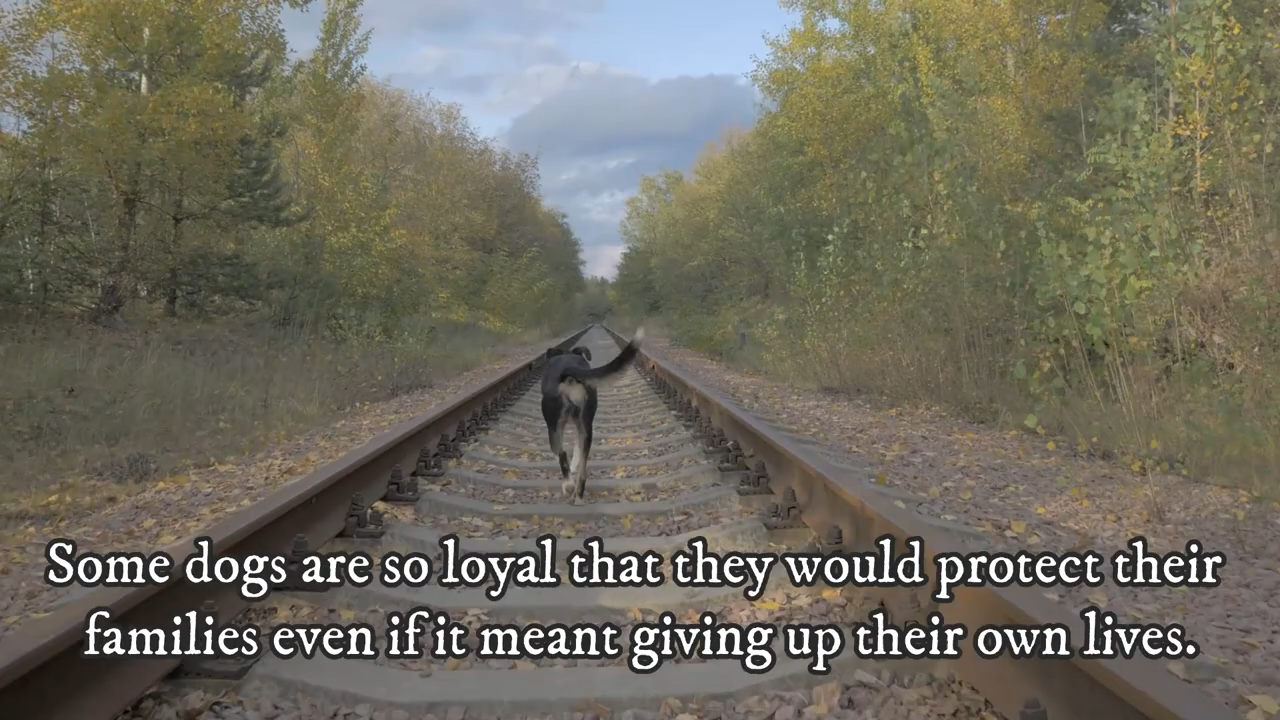 Some dogs are so loyal that they would protect their
families even if it meant giving up their own lives.